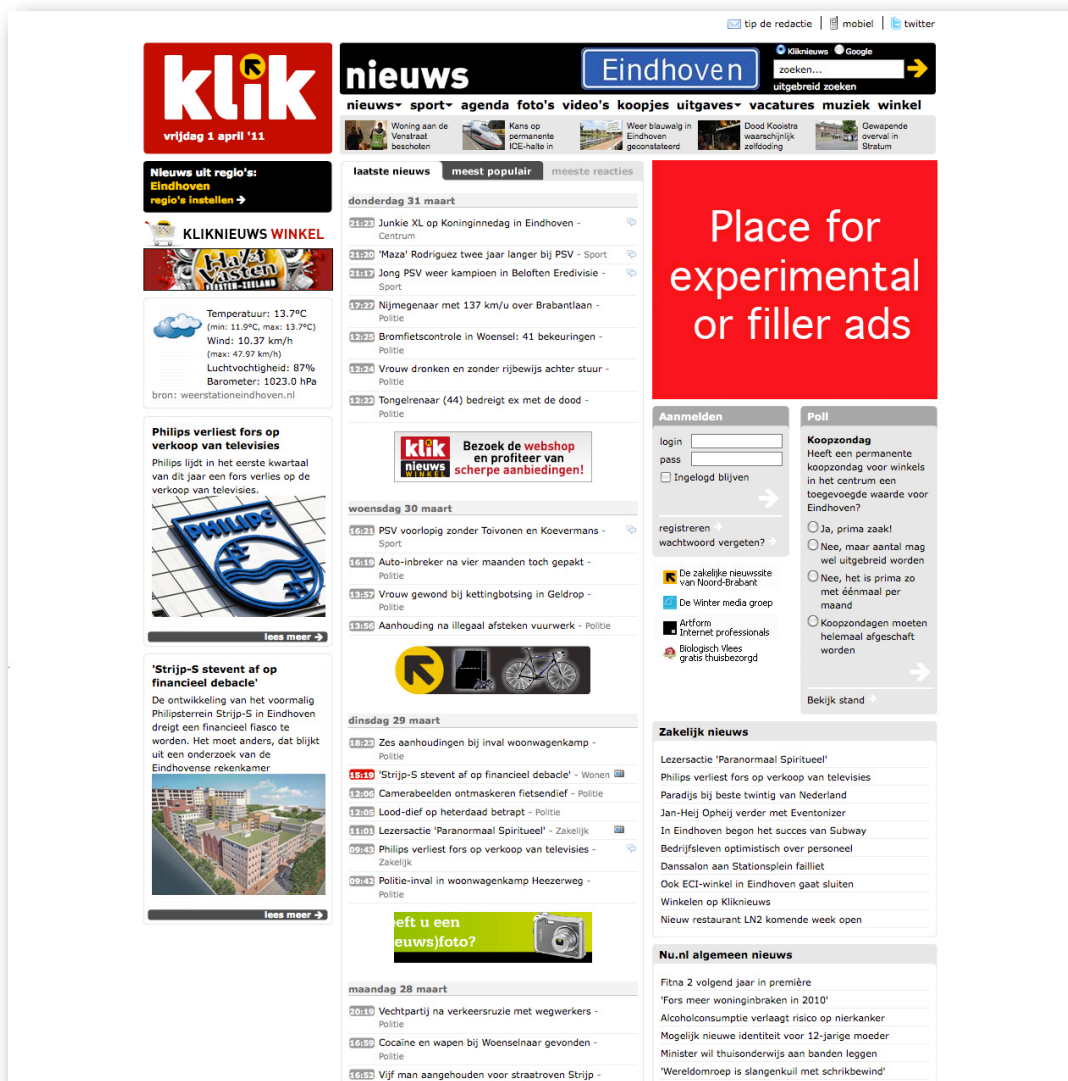 tip de redactie
mobiel
twitter
klik
vrijdag 1 april '11
nieuws
Eindhoven
Kliknieuws Google
zoeken...
uitgebreid zoeken
nieuws sport agenda foto's video's koopjes uitgaves vacatures muziek winkel
Woning aan de
Venstraat
beschoten
Kans op
permanente
ICE-halte in
Weer blauwalg in
Eindhoven
geconstateerd
Dood Kooistra
waarschijnlijk
zelfdoding
Gewapende
overval in
Stratum
Nieuws uit regio's:
Eindhoven
regio's instellen
KLIKNIEUWS WINKEL
Half
Vasten
FEESTEN-ZEELAND
Temperatuur: 13.7ºC
(min: 11.9ºC, max: 13.7ºC)
Wind: 10.37 km/h
(max: 47.97 km/h)
Luchtvochtigheid: 87%
Barometer: 1023.0 hPa
bron: weerstationeindhoven.nl
Philips verliest fors op
verkoop van televisies
Philips lijdt in het eerste kwartaal
van dit jaar een fors verlies op de
verkoop van televisies.
PHILIPS
lees meer
'Strijp-S stevent af op
financieel debacle'
De ontwikkeling van het voormalig
Philipsterrein Strijp-S in Eindhoven
dreigt een financieel fiasco te
worden. Het moet anders, dat blijkt
uit een onderzoek van de
Eindhovense rekenkamer
lees meer
laatste nieuws meest populair meeste reacties
donderdag 31 maart
21:23 Junkie XL op Koninginnedag in Eindhoven -
Centrum
21:20 'Maza' Rodriguez twee jaar langer bij PSV - Sport
21:17 Jong PSV weer kampioen in Beloften Eredivisie -
Sport
17:27 Nijmegenaar met 137 km/u over Brabantlaan -
Politie
12:25 Bromfietscontrole in Woensel: 41 bekeuringen -
Politie
12:24 Vrouw dronken en zonder rijbewijs achter stuur -
Politie
12:22 Tongelrenaar (44) bedreigt ex met de dood -
Politie
klik
nieuws
WINKEL
Bezoek de webshop
en profiteer van
scherpe aanbiedingen!
woensdag 30 maart
16:21 PSV voorlopig zonder Toivonen en Koevermans -
Sport
16:19 Auto-inbreker na vier maanden toch gepakt -
Politie
13:57 Vrouw gewond bij kettingbotsing in Geldrop -
Politie
13:56 Aanhouding na illegaal afsteken vuurwerk - Politie
dinsdag 29 maart
18:23 Zes aanhoudingen bij inval woonwagenkamp -
Politie
15:19 'Strijp-S stevent af op financieel debacle' - Wonen
12:06 Camerabeelden ontmaskeren fietsendief - Politie
12:05 Lood-dief op heterdaad betrapt - Politie
11:01 Lezersactie 'Paranormaal Spiritueel' - Zakelijk
09:43 Philips verliest fors op verkoop van televisies -
Zakelijk
09:42 Politie-inval in woonwagenkamp Heezerweg -
Politie
eft u een
euws)foto?
maandag 28 maart
20:19 Vechtpartij na verkeersruzie met wegwerkers -
Politie
16:59 Cocaïne en wapen bij Woenselnaar gevonden -
Politie
16:52 Vijf man aangehouden voor straatroven Strijp -
Place for
experimental
or filler ads
Aanmelden
login
pass
Ingelogd blijven
registreren
wachtwoord vergeten?
De zakelijke nieuwssite
van Noord-Brabant
De Winter media groep
Artform
Internet professionals
Biologisch Vlees
gratis thuisbezorgd
Poll
Koopzondag
Heeft een permanente
koopzondag voor winkels
in het centrum een
toegevoegde waarde voor
Eindhoven?
Ja, prima zaak!
Nee, maar aantal mag
wel uitgebreid worden
Nee, het is prima zo
met éénmaal per
maand
Koopzondagen moeten
helemaal afgeschaft
worden
Bekijk stand
Zakelijk nieuws
Lezersactie 'Paranormaal Spiritueel'
Philips verliest fors op verkoop van televisies
Paradijs bij beste twintig van Nederland
Jan-Heij Opheij verder met Eventonizer
In Eindhoven begon het succes van Subway
Bedrijfsleven optimistisch over personeel
Danssalon aan Stationsplein failliet
Ook ECI-winkel in Eindhoven gaat sluiten
Winkelen op Kliknieuws
Nieuw restaurant LN2 komende week open
Nu.nl algemeen nieuws
Fitna 2 volgend jaar in première
'Fors meer woninginbraken in 2010'
Alcoholconsumptie verlaagt risico op nierkanker
Mogelijk nieuwe identiteit voor 12-jarige moeder
Minister wil thuisonderwijs aan banden leggen
'Wereldomroep is slangenkuil met schrikbewind'